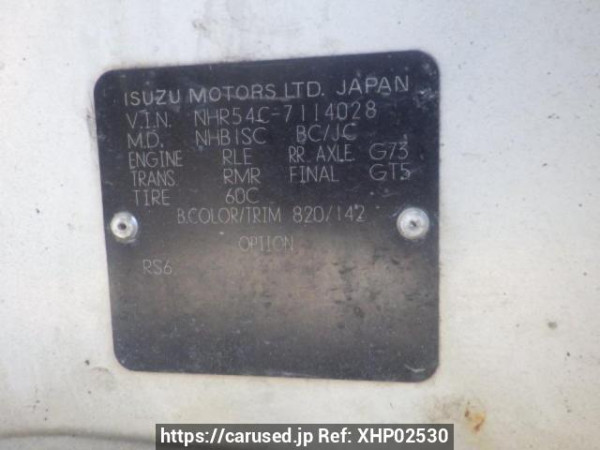 ISUZU MOTORS LTD. JAPAN
V.I.N. NHR54C-7114028
M.D. NHB1SC BC/JC
ENGINE RLE RR. AXLE G73
TRANS. RMR FINAL GT5
TIRE 60C
B.COLOR/TRIM 820/142
OPTION
RS6
https://carused.jp Ref: XHP02530